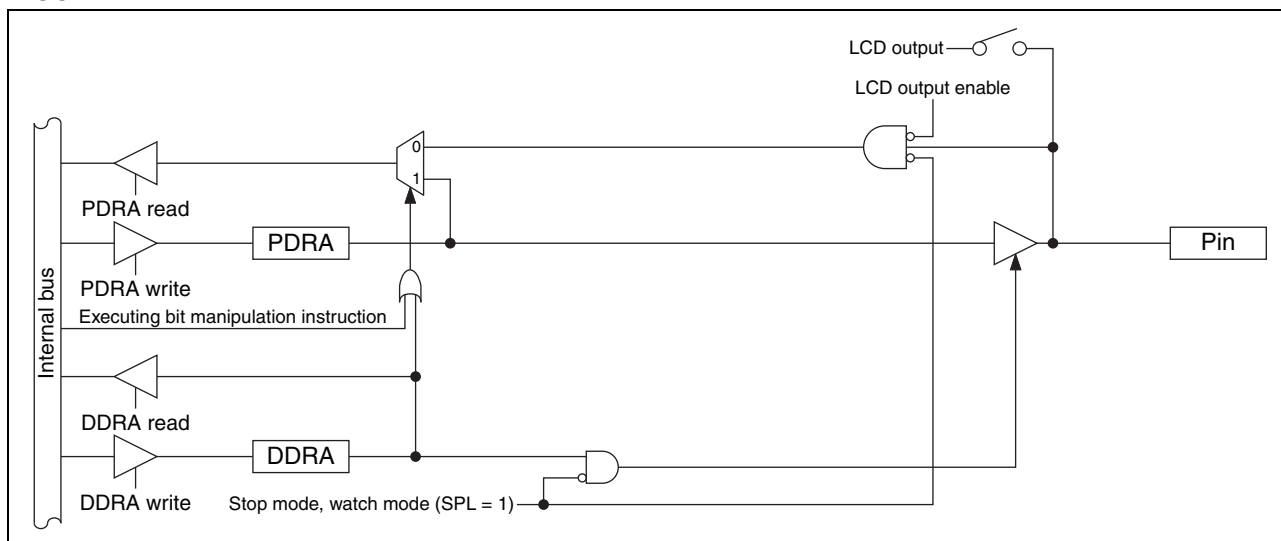 LCD output
LCD output enable
0
1
PDRA read
PDRA
Pin
PDRA write
Executing bit manipulation instruction
Internal bus
DDRA read
DDRA
DDRA write
Stop mode, watch mode (SPL = 1)